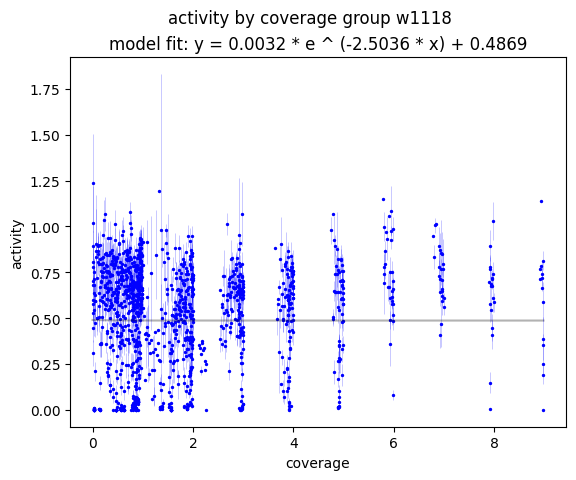 activity by coverage group w1118
model fit: y = 0.0032 * e ^ (-2.5036 * x) + 0.4869
1.75
1.50
1.25
1.00
0.75
0.50
0.25
0.00
activity
0 2 4 6 8
coverage